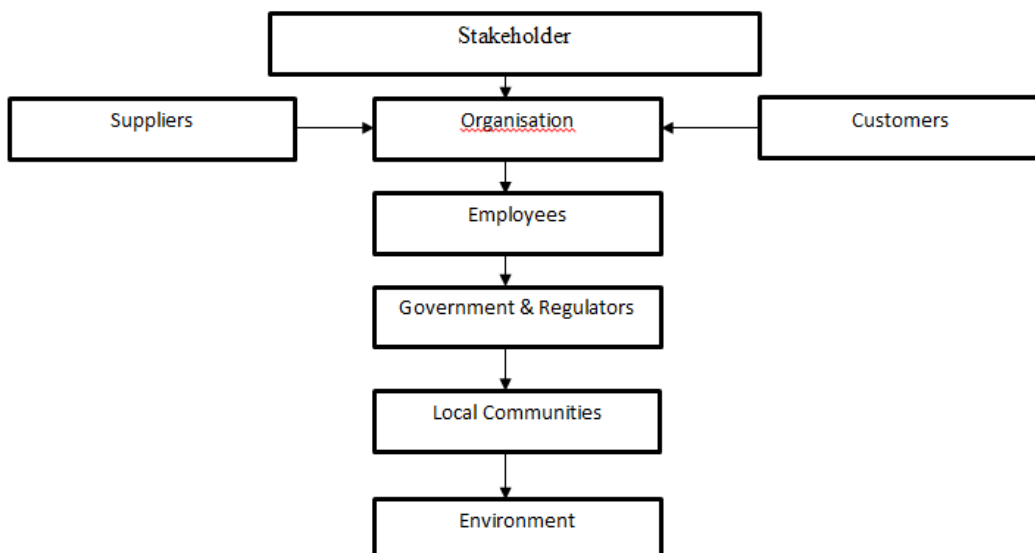 Stakeholder
Suppliers
Organisation
Customers
Employees
Government & Regulators
Local Communities
Environment